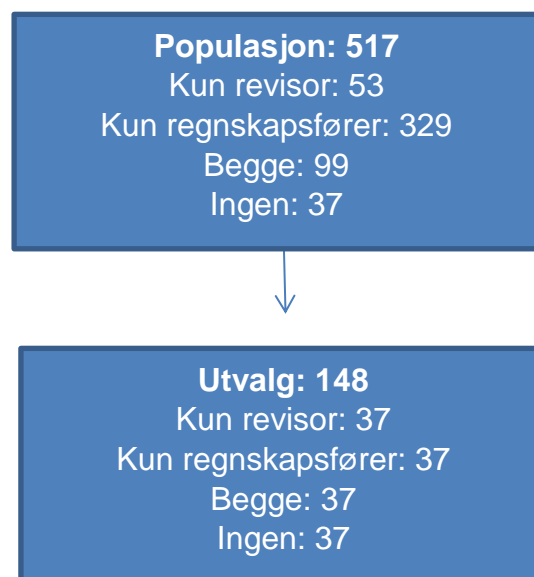 Populasjon: 517
Kun revisor: 53
Kun regnskapsfører: 329
Begge: 99
Ingen: 37
Utvalg: 148
Kun revisor: 37
Kun regnskapsfører: 37
Begge: 37
Ingen: 37